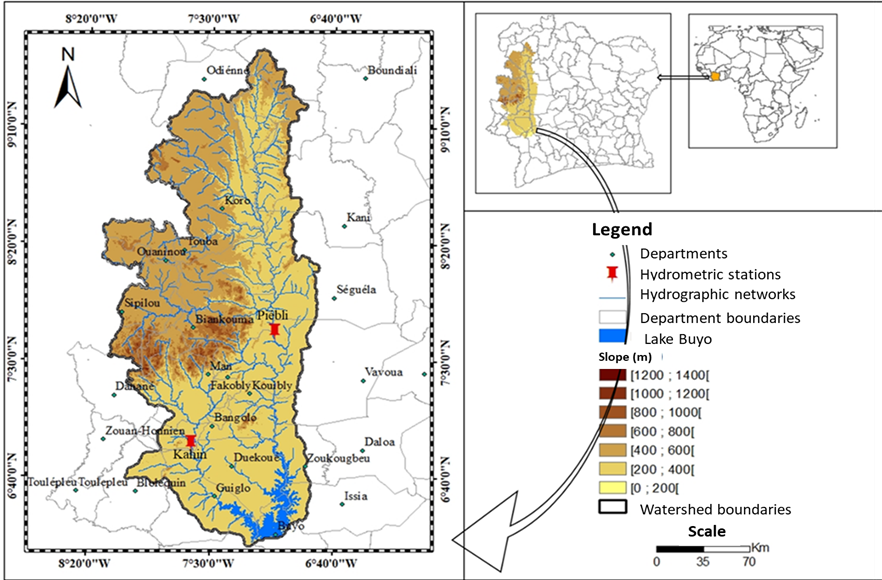 8°20'0"W 7°30'0"W 6°40'0"W
N
Odiénné
Boundiali
9°10'0"N
9°10'0"N
Koro
Kani
8°20'0"N
8°20'0"N
Touba
Ouaninou
Séguéla
Sipilou
Piébli
Biankouma
7°30'0"N
7°30'0"N
Man
Vavoua
Danané
Fakobly Kouibly
Bangolo
Zouan-Hounien
Daloa
Kahin
Duekoué
Zoukougbeu
6°40'0"N
6°40'0"N
Toulépleu Toulepleu Blolequin
Guiglo
Issia
Buyo
8°20'0"W 7°30'0"W 6°40'0"W
Legend
Departments
Hydrometric stations
Hydrographic networks
Department boundaries
Lake Buyo
Slope (m)
[1200 ; 1400[
[1000 ; 1200[
[800 ; 1000[
[600 ; 800[
[400 ; 600[
[200 ; 400[
[0 ; 200[
Watershed boundaries
Scale
Km
0 35 70